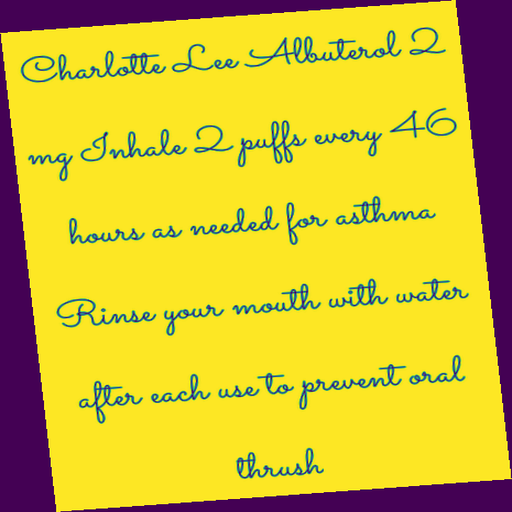 Charlotte Lee Albuterol 2
mg Inhale 2 puffs every 46
hours as needed for asthma
Rinse your mouth with water
after each use to prevent oral
thrush